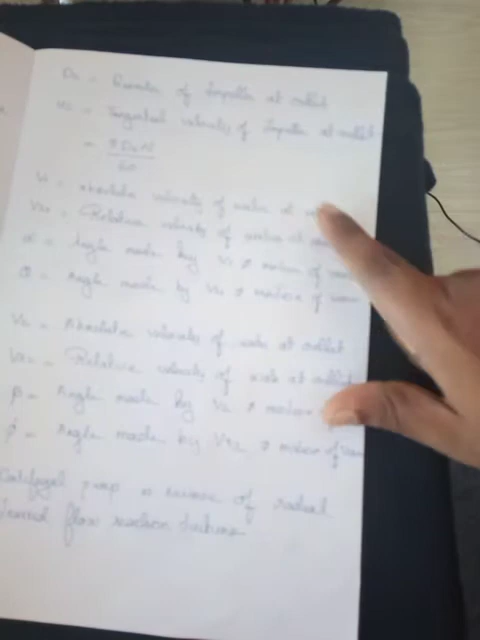 D2 = Diameter of Impeller at outlet
U2 = Tangential velocity of Impeller at outlet
= πD2N/60
V1 = Absolute velocity of water at
Vr1 = Relative velocity of water at
α = Angle made by V1 & motion of
θ = Angle made by Vr1 & motion of
V2 = Absolute velocity of water at outlet
Vr2 = Relative velocity of water at outlet
β = Angle made by V2 & motion
φ = Angle made by Vr2 & motion of
Centrifugal pump reverse of radial
inward flow reaction turbine